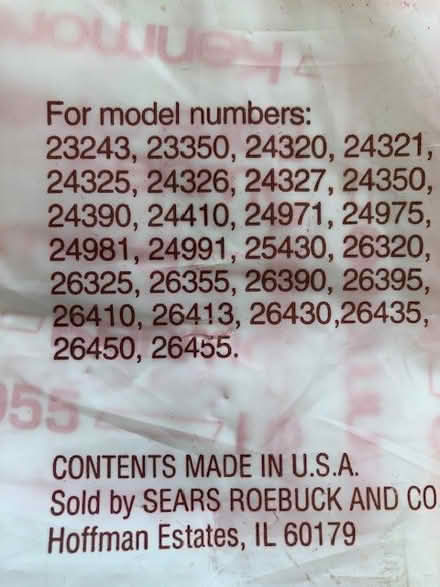 Kenmore
For model numbers:
23243, 23350, 24320, 24321,
24325, 24326, 24327, 24350,
24390, 24410, 24971, 24975,
24981, 24991, 25430, 26320,
26325, 26355, 26390, 26395,
26410, 26413, 26430,26435,
26450, 26455.
55
CONTENTS MADE IN U.S.A.
Sold by SEARS ROEBUCK AND CO
Hoffman Estates, IL 60179